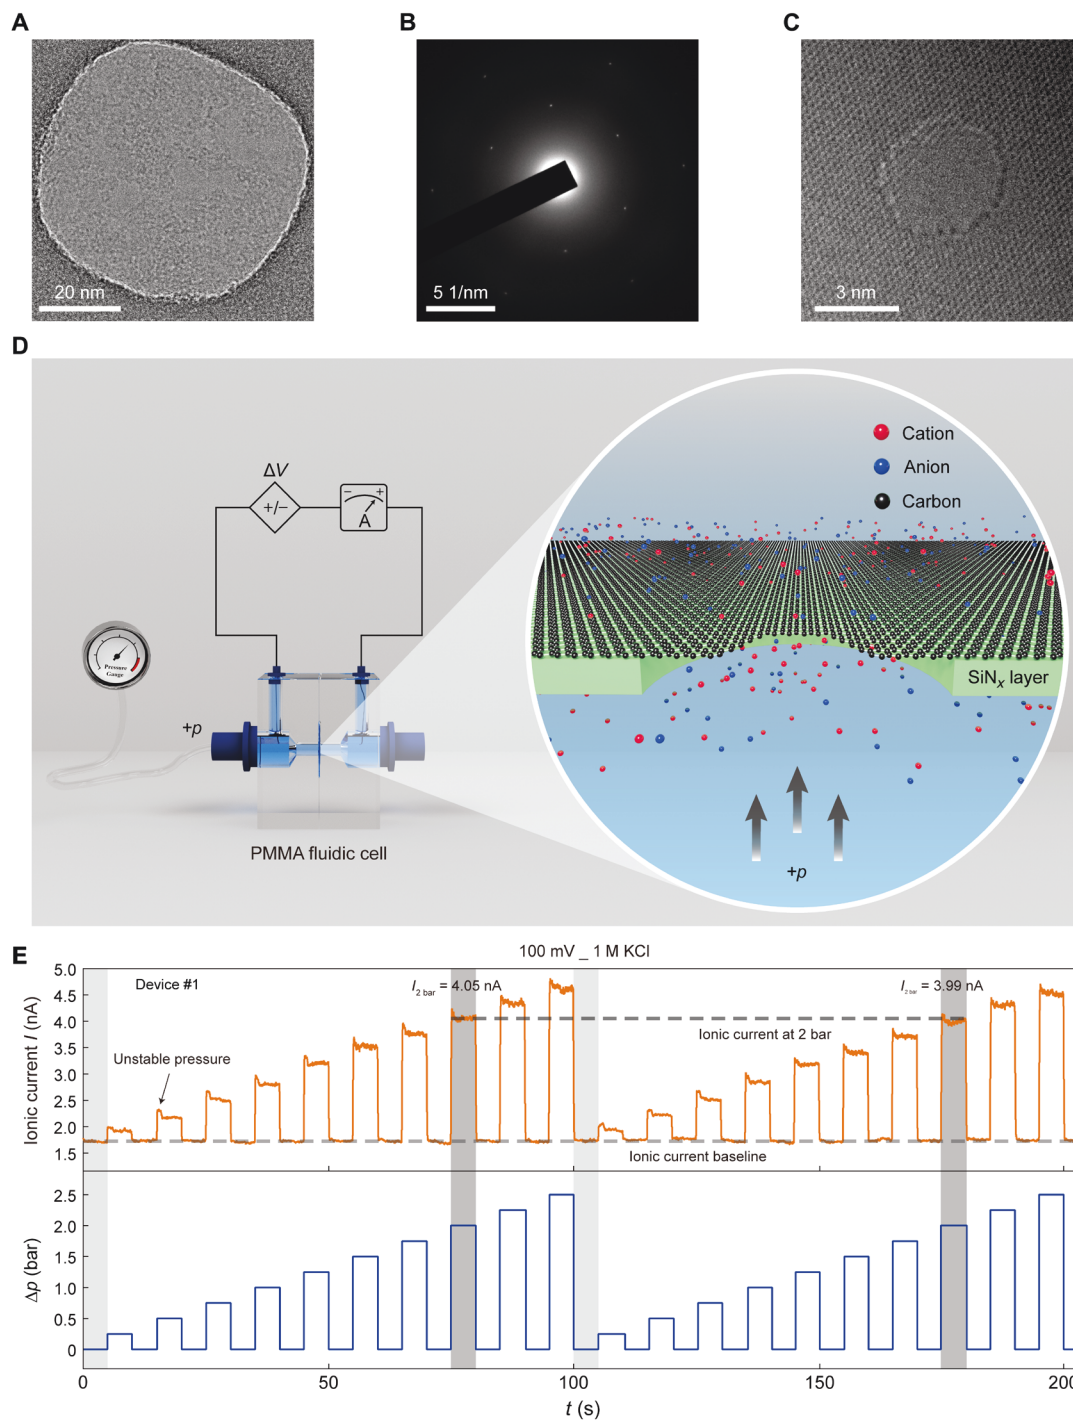 A
B
C
20 nm
5 1/nm
3 nm
D
ΔV
+/−
− +
A
Pressure
Gauge
+p
PMMA fluidic cell
Cation
Anion
Carbon
SiNx layer
+p
E
100 mV _ 1 M KCl
Device #1
I2 bar = 4.05 nA
I2 bar = 3.99 nA
Ionic current at 2 bar
Unstable pressure
Ionic current baseline
Ionic current I (nA)
5.0
4.5
4.0
3.5
3.0
2.5
2.0
1.5
Δp (bar)
2.5
2.0
1.5
1.0
0.5
0
0
50
100
150
200
t (s)